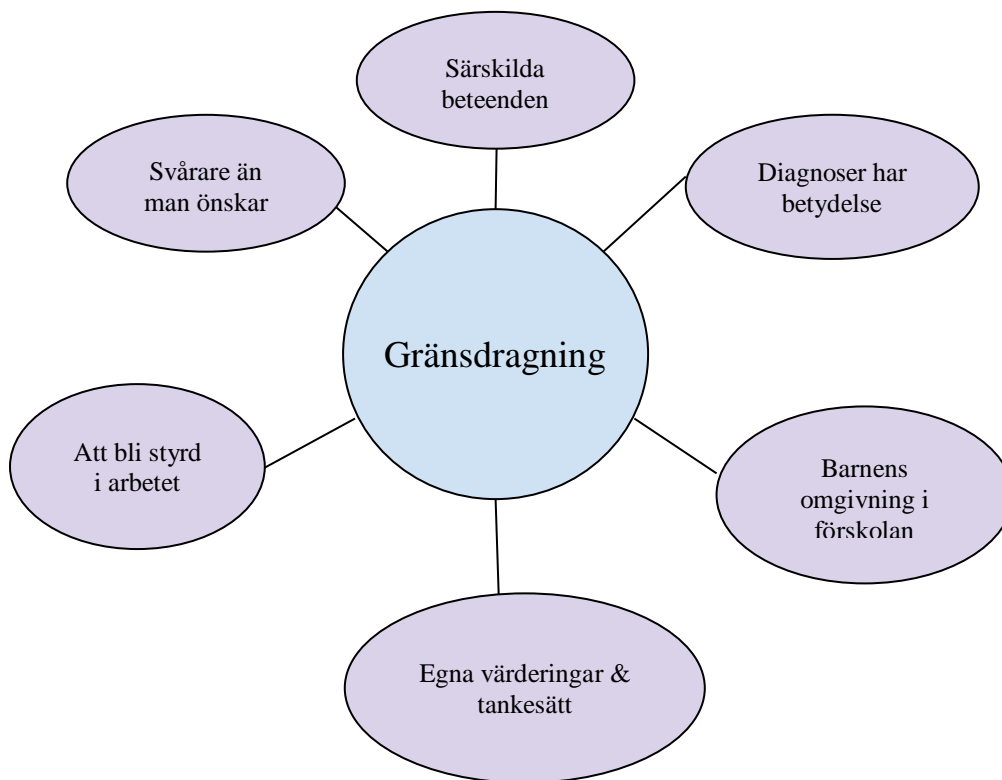 Särskilda
beteenden
Svårare än
man önskar
Diagnoser har
betydelse
Gränsdragning
Att bli styrd
i arbetet
Barnens
omgivning i
förskolan
Egna värderingar &
tankesätt